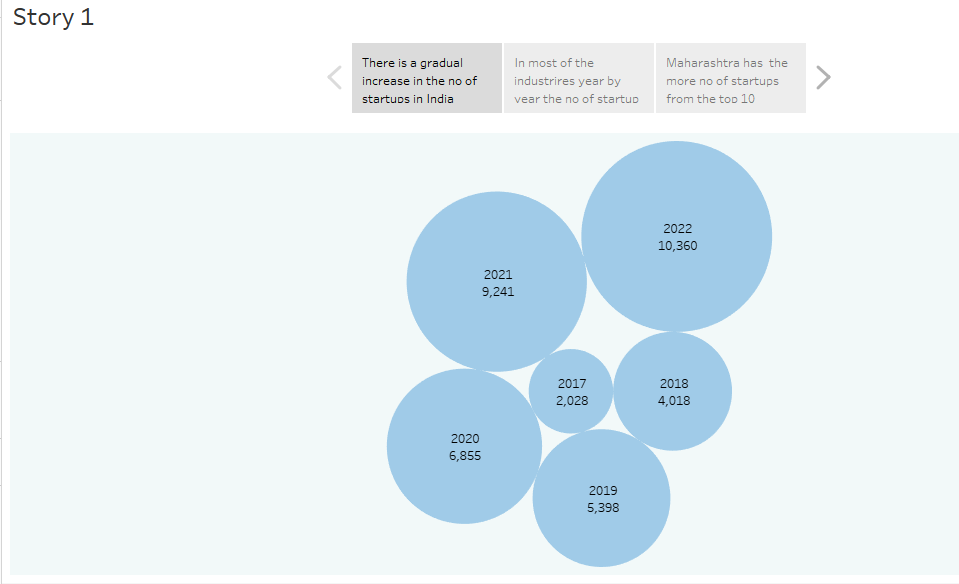 Story 1
There is a gradual
increase in the no of
startups in India
In most of the
industrires year by
year the no of startup
Maharashtra has  the
more no of startups
from the top 10
2022
10,360
2021
9,241
2017
2,028
2018
4,018
2020
6,855
2019
5,398